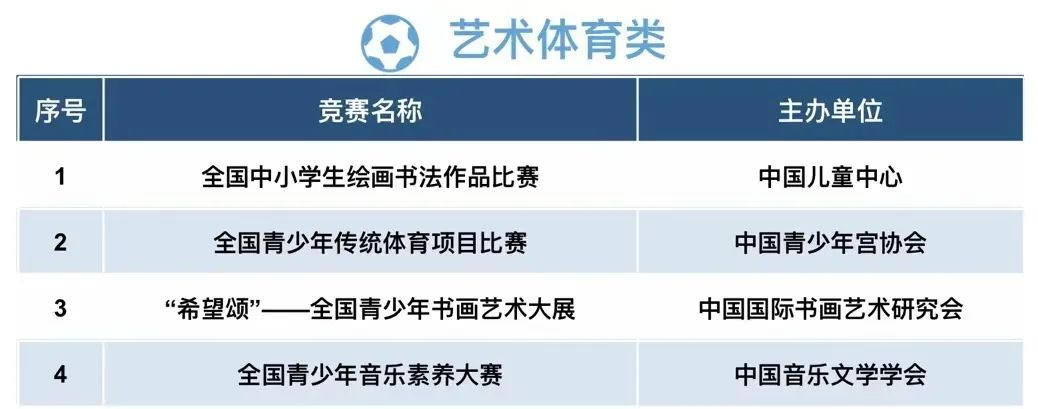 艺术体育类
序号 竞赛名称 主办单位
1 全国中小学生绘画书法作品比赛 中国儿童中心
2 全国青少年传统体育项目比赛 中国青少年宫协会
3 “希望颂”——全国青少年书画艺术大展 中国国际书画艺术研究会
4 全国青少年音乐素养大赛 中国音乐文学学会